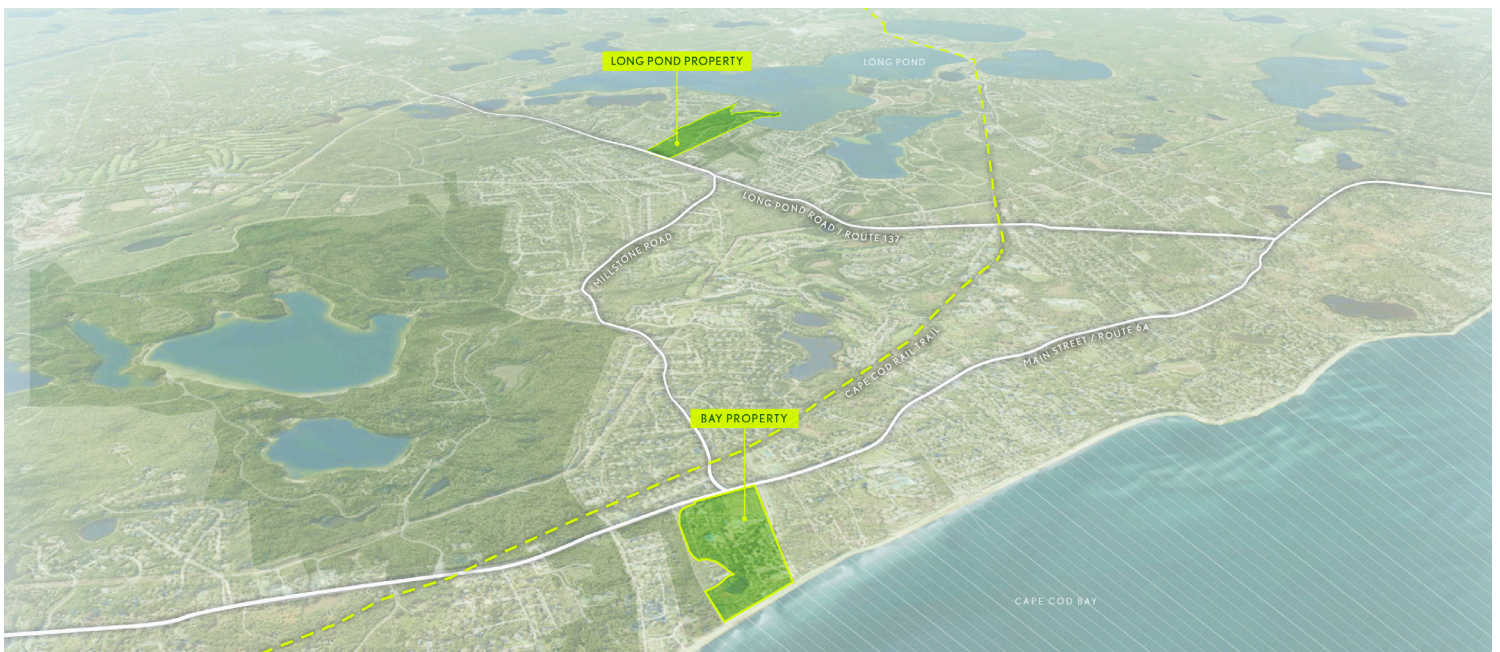 LONG POND PROPERTY
LONG POND
LONG POND ROAD / ROUTE 137
MILLSTONE ROAD
MAIN STREET / ROUTE 6A
CAPE COD RAIL TRAIL
BAY PROPERTY
CAPE COD BAY